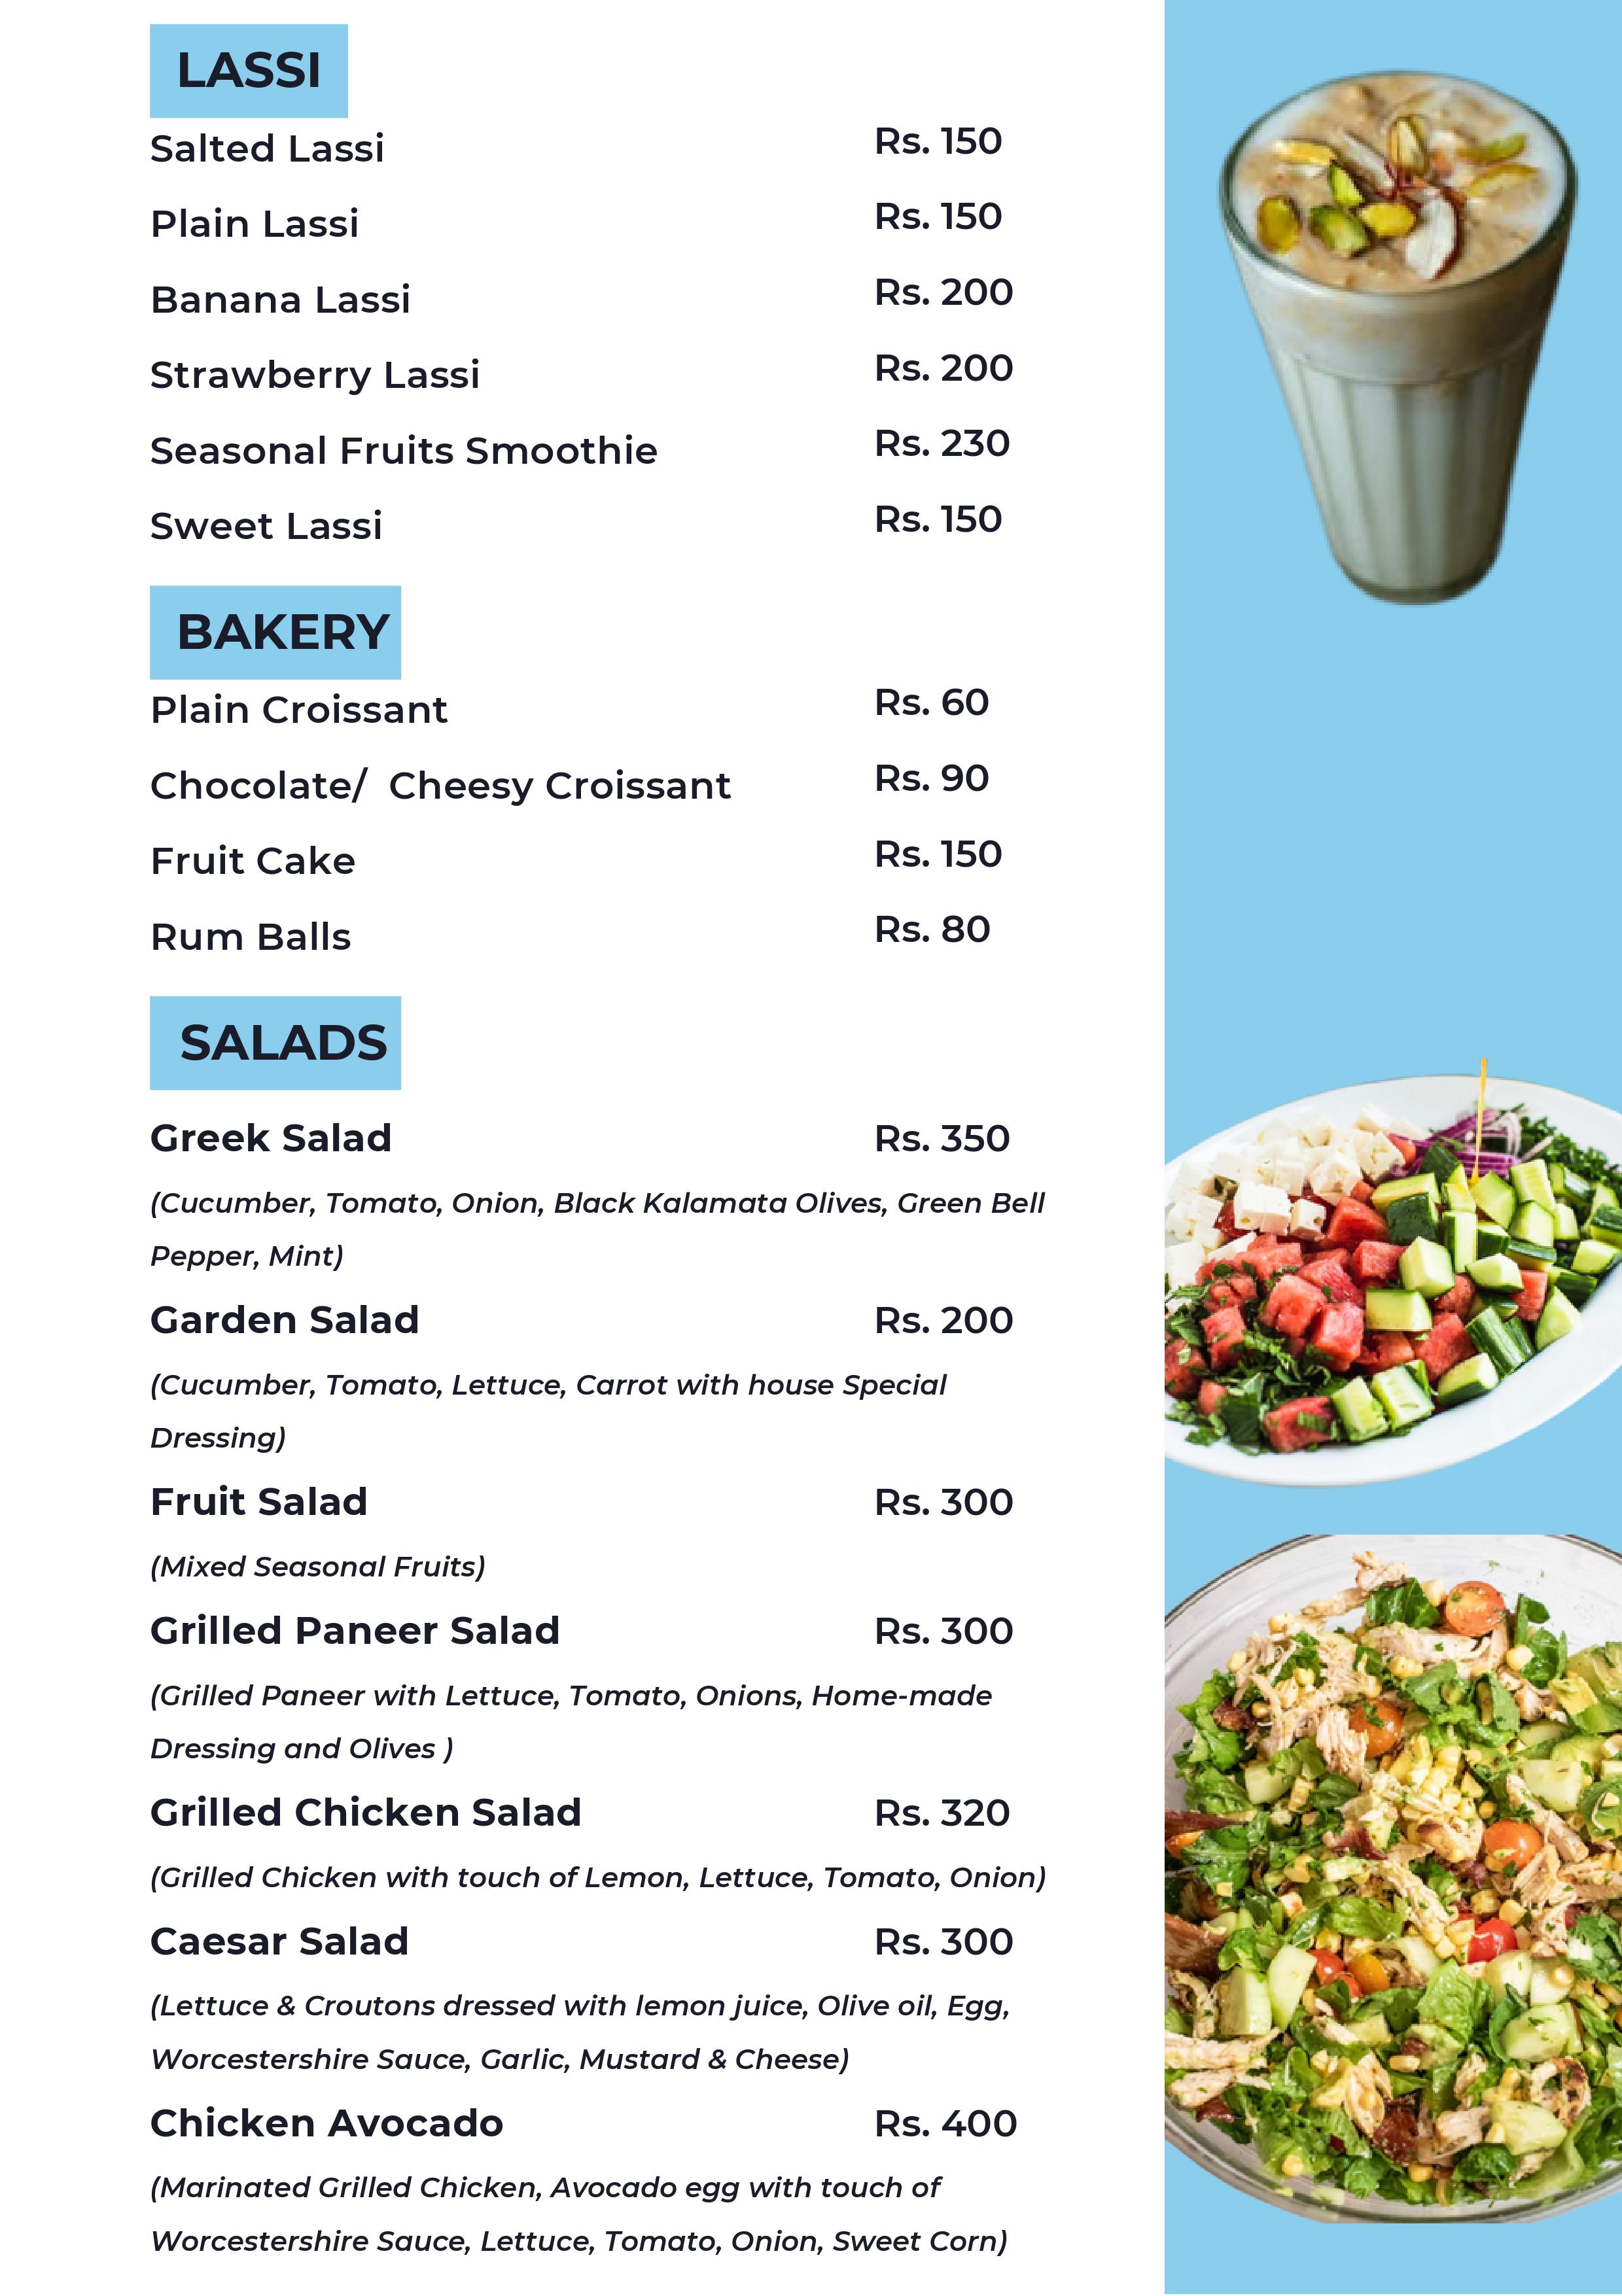 LASSI
Salted Lassi Rs. 150
Plain Lassi Rs. 150
Banana Lassi Rs. 200
Strawberry Lassi Rs. 200
Seasonal Fruits Smoothie Rs. 230
Sweet Lassi Rs. 150
BAKERY
Plain Croissant Rs. 60
Chocolate/  Cheesy Croissant Rs. 90
Fruit Cake Rs. 150
Rum Balls Rs. 80
SALADS
Greek Salad Rs. 350
(Cucumber, Tomato, Onion, Black Kalamata Olives, Green Bell
Pepper, Mint)
Garden Salad Rs. 200
(Cucumber, Tomato, Lettuce, Carrot with house Special
Dressing)
Fruit Salad Rs. 300
(Mixed Seasonal Fruits)
Grilled Paneer Salad Rs. 300
(Grilled Paneer with Lettuce, Tomato, Onions, Home-made
Dressing and Olives )
Grilled Chicken Salad Rs. 320
(Grilled Chicken with touch of Lemon, Lettuce, Tomato, Onion)
Caesar Salad Rs. 300
(Lettuce & Croutons dressed with lemon juice, Olive oil, Egg,
Worcestershire Sauce, Garlic, Mustard & Cheese)
Chicken Avocado Rs. 400
(Marinated Grilled Chicken, Avocado egg with touch of
Worcestershire Sauce, Lettuce, Tomato, Onion, Sweet Corn)